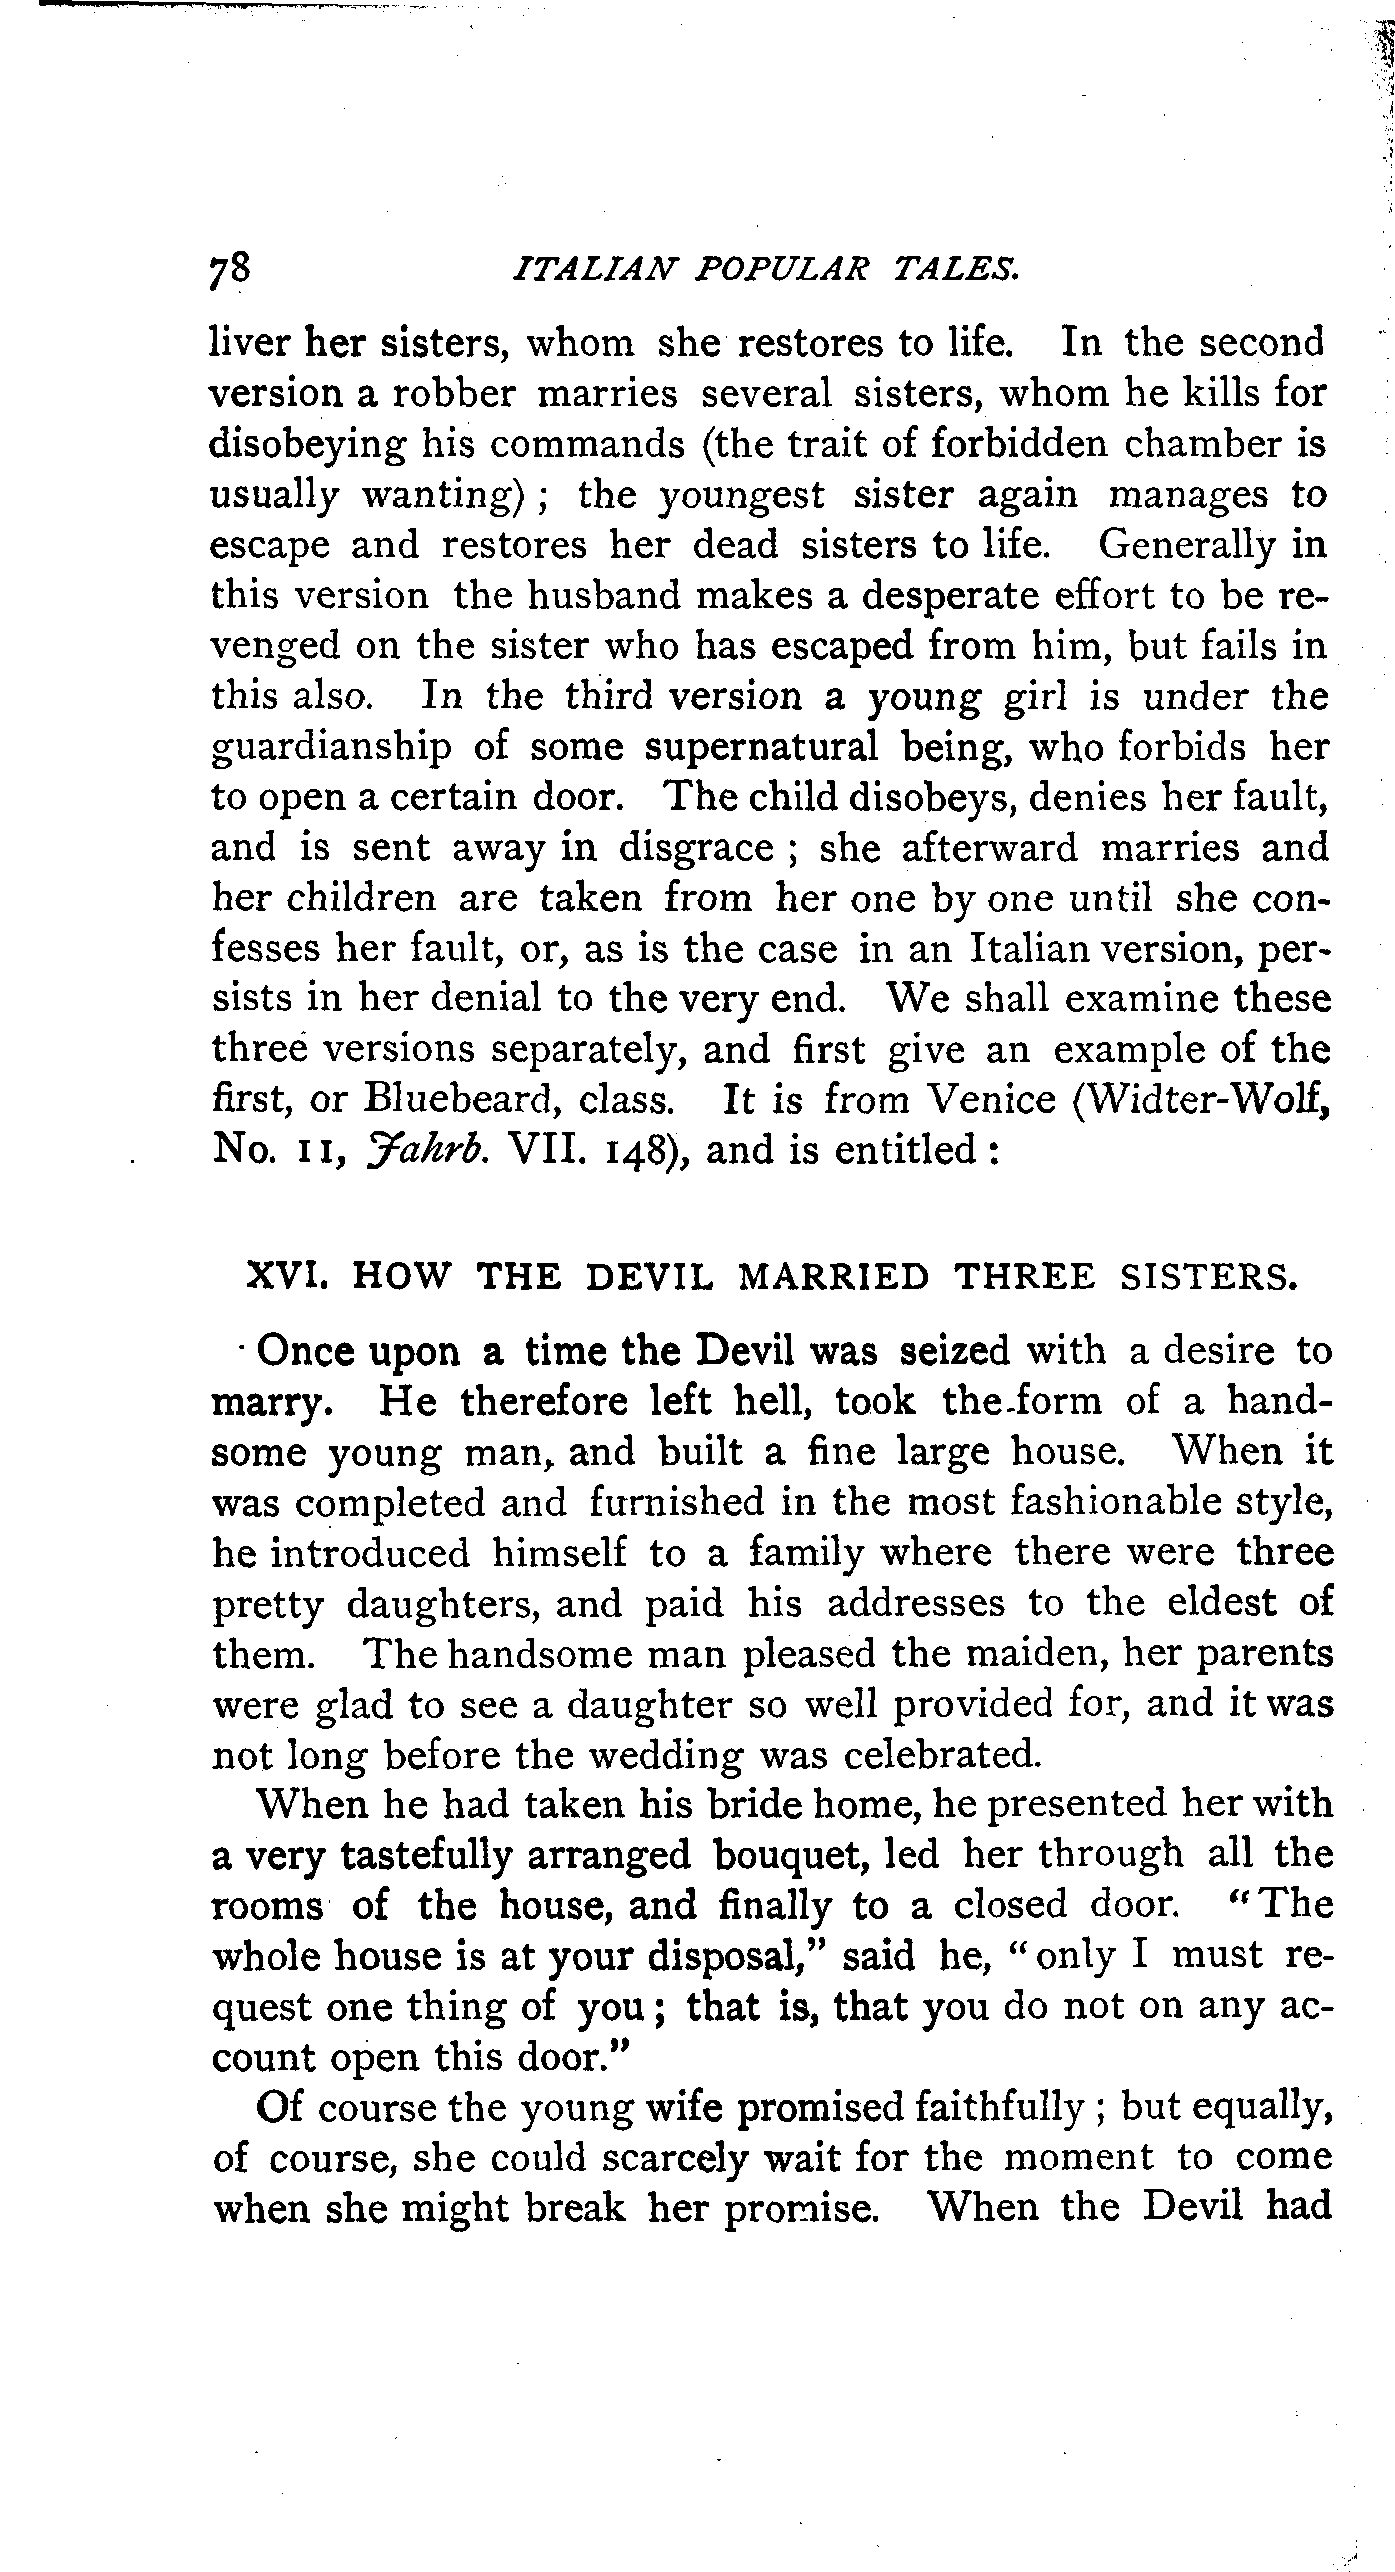 78 ITALIAN POPULAR TALES.
liver her sisters, whom she restores to life. In the second
version a robber marries several sisters, whom he kills for
disobeying his commands (the trait of forbidden chamber is
usually wanting) ; the youngest sister again manages to
escape and restores her dead sisters to life. Generally in
this version the husband makes a desperate effort to be re-
venged on the sister who has escaped from him, but fails in
this also. In the third version a young girl is under the
guardianship of some supernatural being, who forbids her
to open a certain door. The child disobeys, denies her fault,
and is sent away in disgrace ; she afterward marries and
her children are taken from her one by one until she con-
fesses her fault, or, as is the case in an Italian version, per-
sists in her denial to the very end. We shall examine these
three versions separately, and first give an example of the
first, or Bluebeard, class. It is from Venice (Widter-Wolf,
No. 11, Jahrb. VII. 148), and is entitled :
XVI. HOW THE DEVIL MARRIED THREE SISTERS.
Once upon a time the Devil was seized with a desire to
marry. He therefore left hell, took the form of a hand-
some young man, and built a fine large house. When it
was completed and furnished in the most fashionable style,
he introduced himself to a family where there were three
pretty daughters, and paid his addresses to the eldest of
them. The handsome man pleased the maiden, her parents
were glad to see a daughter so well provided for, and it was
not long before the wedding was celebrated.
When he had taken his bride home, he presented her with
a very tastefully arranged bouquet, led her through all the
rooms of the house, and finally to a closed door. "The
whole house is at your disposal," said he, "only I must re-
quest one thing of you ; that is, that you do not on any ac-
count open this door."
Of course the young wife promised faithfully ; but equally,
of course, she could scarcely wait for the moment to come
when she might break her promise. When the Devil had